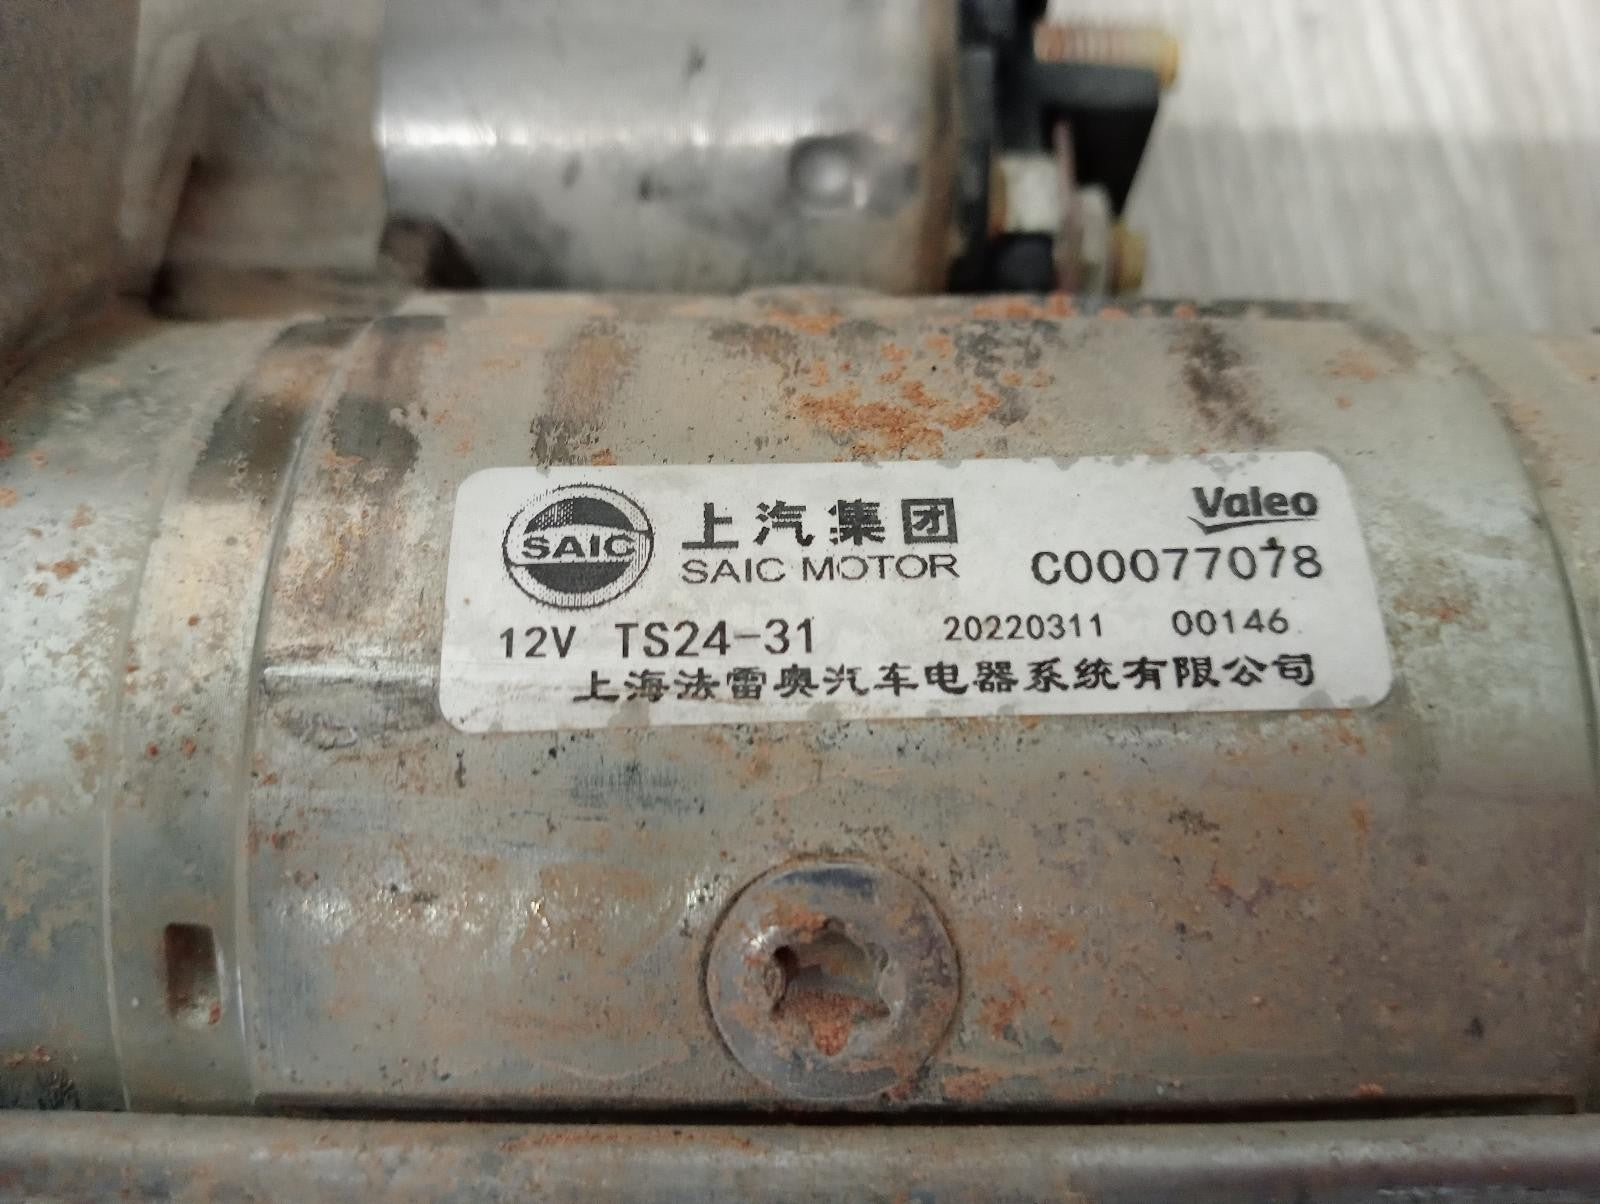 SAIC
上汽集团
SAIC MOTOR
Valeo
C00077078
12V TS24-31
20220311 00146
上海法雷奥汽车电器系统有限公司